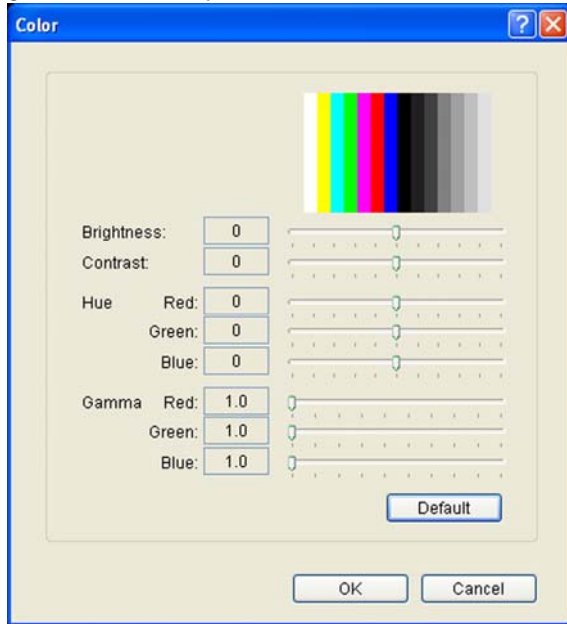 Color
Brightness: 0
Contrast: 0
Hue Red: 0
Green: 0
Blue: 0
Gamma Red: 1.0
Green: 1.0
Blue: 1.0
Default
OK Cancel